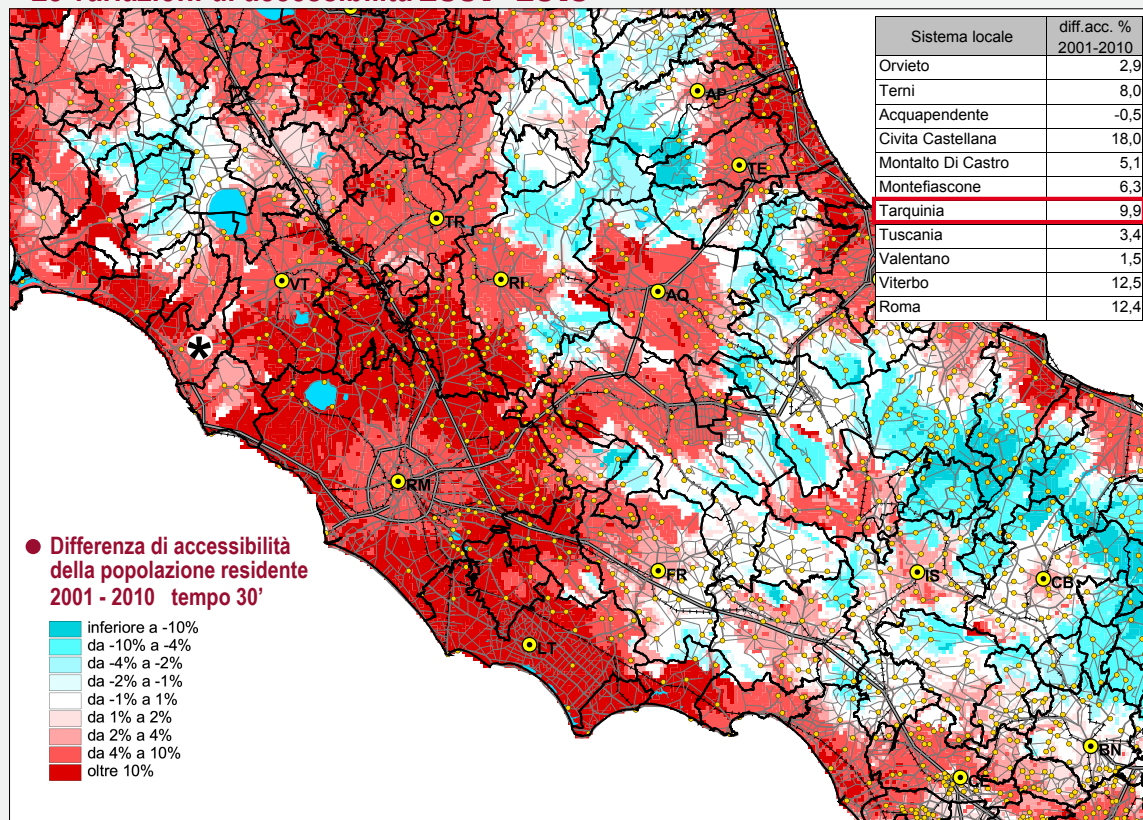 Sistema locale diff.acc. % 2001-2010
Orvieto 2,9
Terni 8,0
Acquapendente -0,5
Civita Castellana 18,0
Montalto Di Castro 5,1
Montefiascone 6,3
Tarquinia 9,9
Tuscania 3,4
Valentano 1,5
Viterbo 12,5
Roma 12,4
AP
TE
TR
VT
RI
AQ
*
RM
FR
IS
CB
LT
BN
CE
Differenza di accessibilità
della popolazione residente
2001 - 2010 tempo 30'
inferiore a -10%
da -10% a -4%
da -4% a -2%
da -2% a -1%
da -1% a 1%
da 1% a 2%
da 2% a 4%
da 4% a 10%
oltre 10%